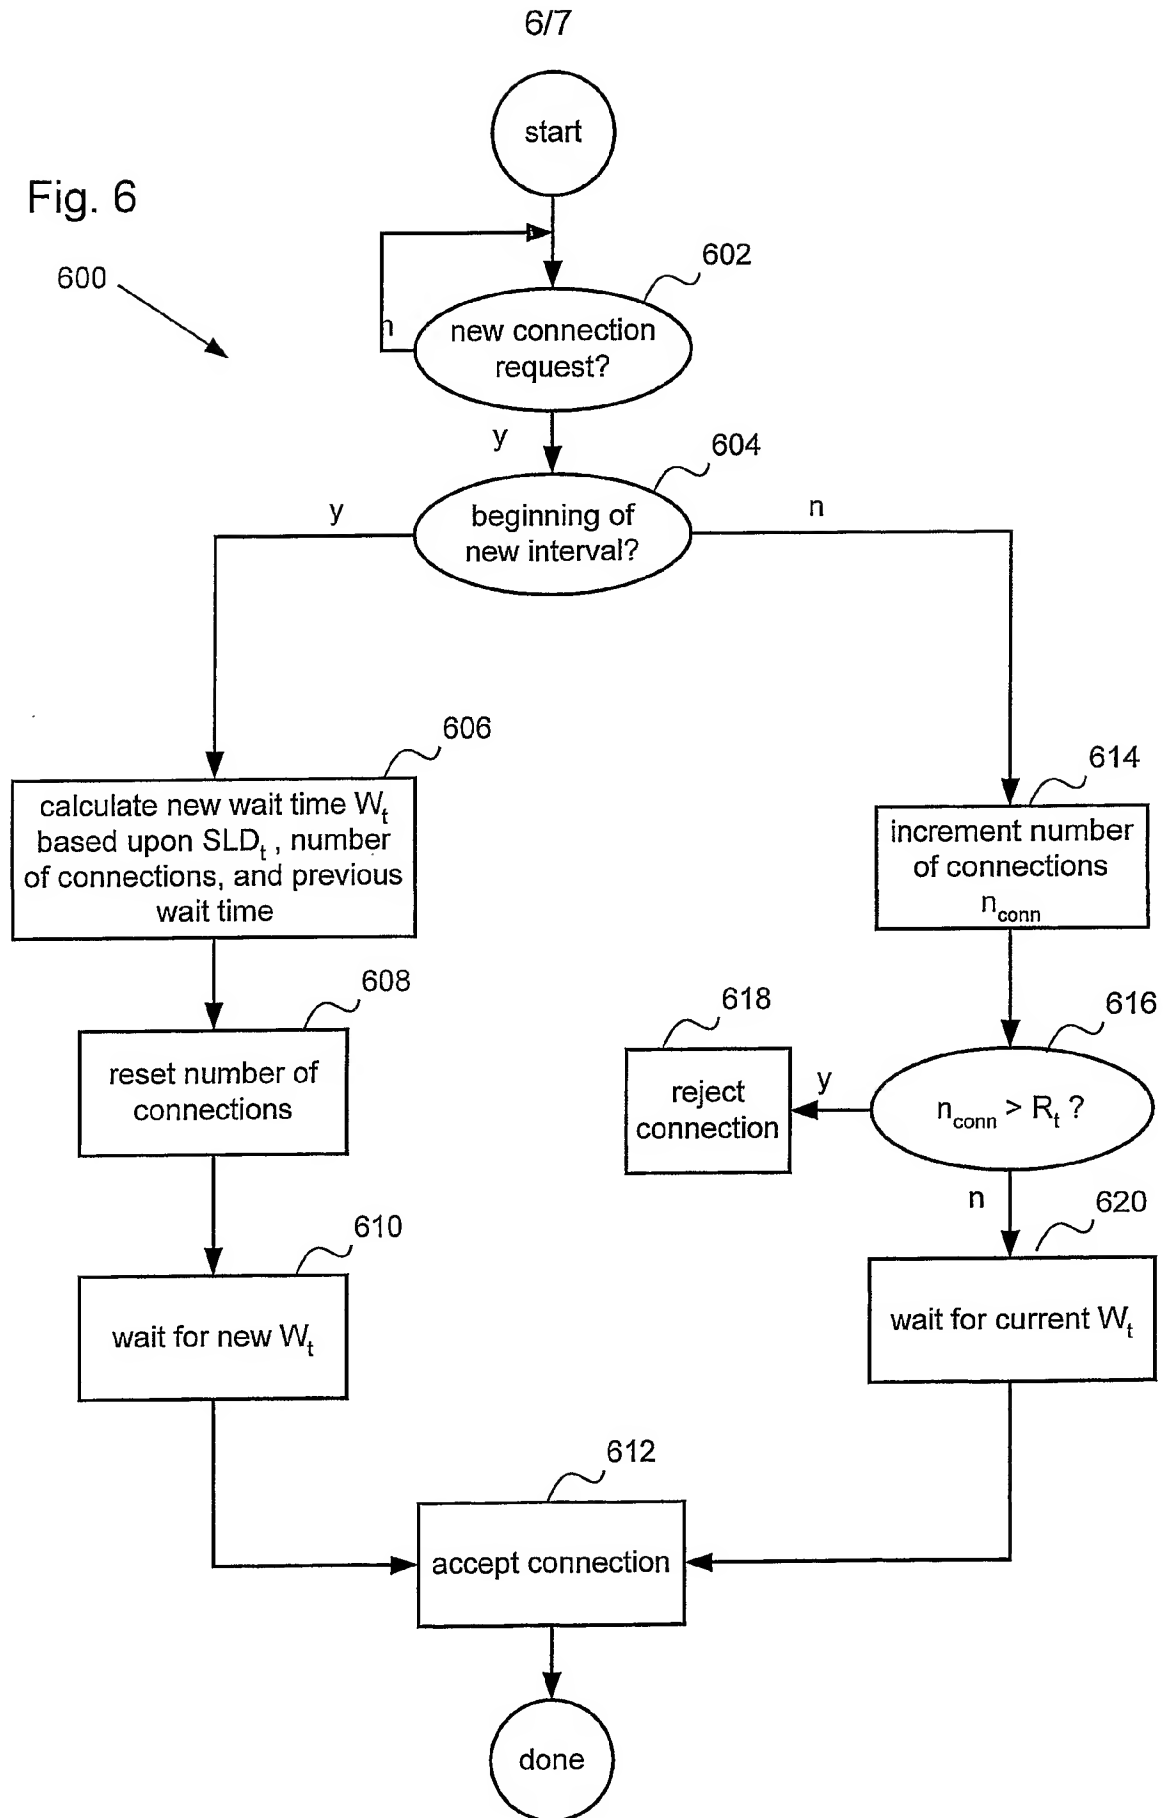 6/7
start
Fig. 6
600
602
n
new connection
request?
y
604
y
beginning of
new interval?
n
606
calculate new wait time Wt
based upon SLDt , number
of connections, and previous
wait time
614
increment number
of connections
nconn
608
reset number of
connections
618
reject
connection
y
616
nconn > Rt ?
n
620
610
wait for new Wt
wait for current Wt
612
accept connection
done